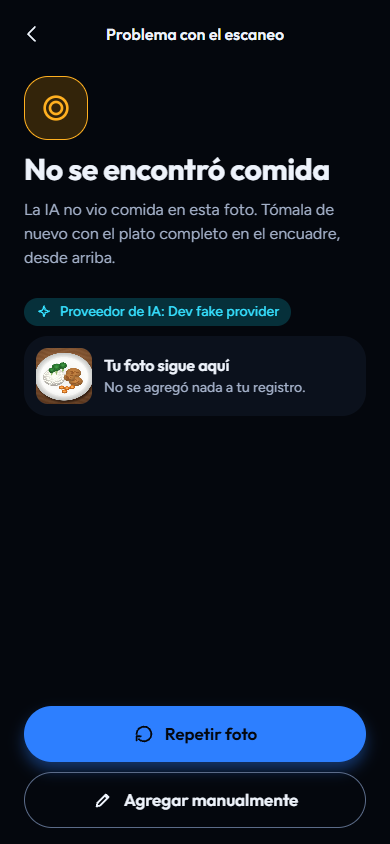 Problema con el escaneo
No se encontró comida
La IA no vio comida en esta foto. Tómala de
nuevo con el plato completo en el encuadre,
desde arriba.
Proveedor de IA: Dev fake provider
Tu foto sigue aquí
No se agregó nada a tu registro.
Repetir foto
Agregar manualmente